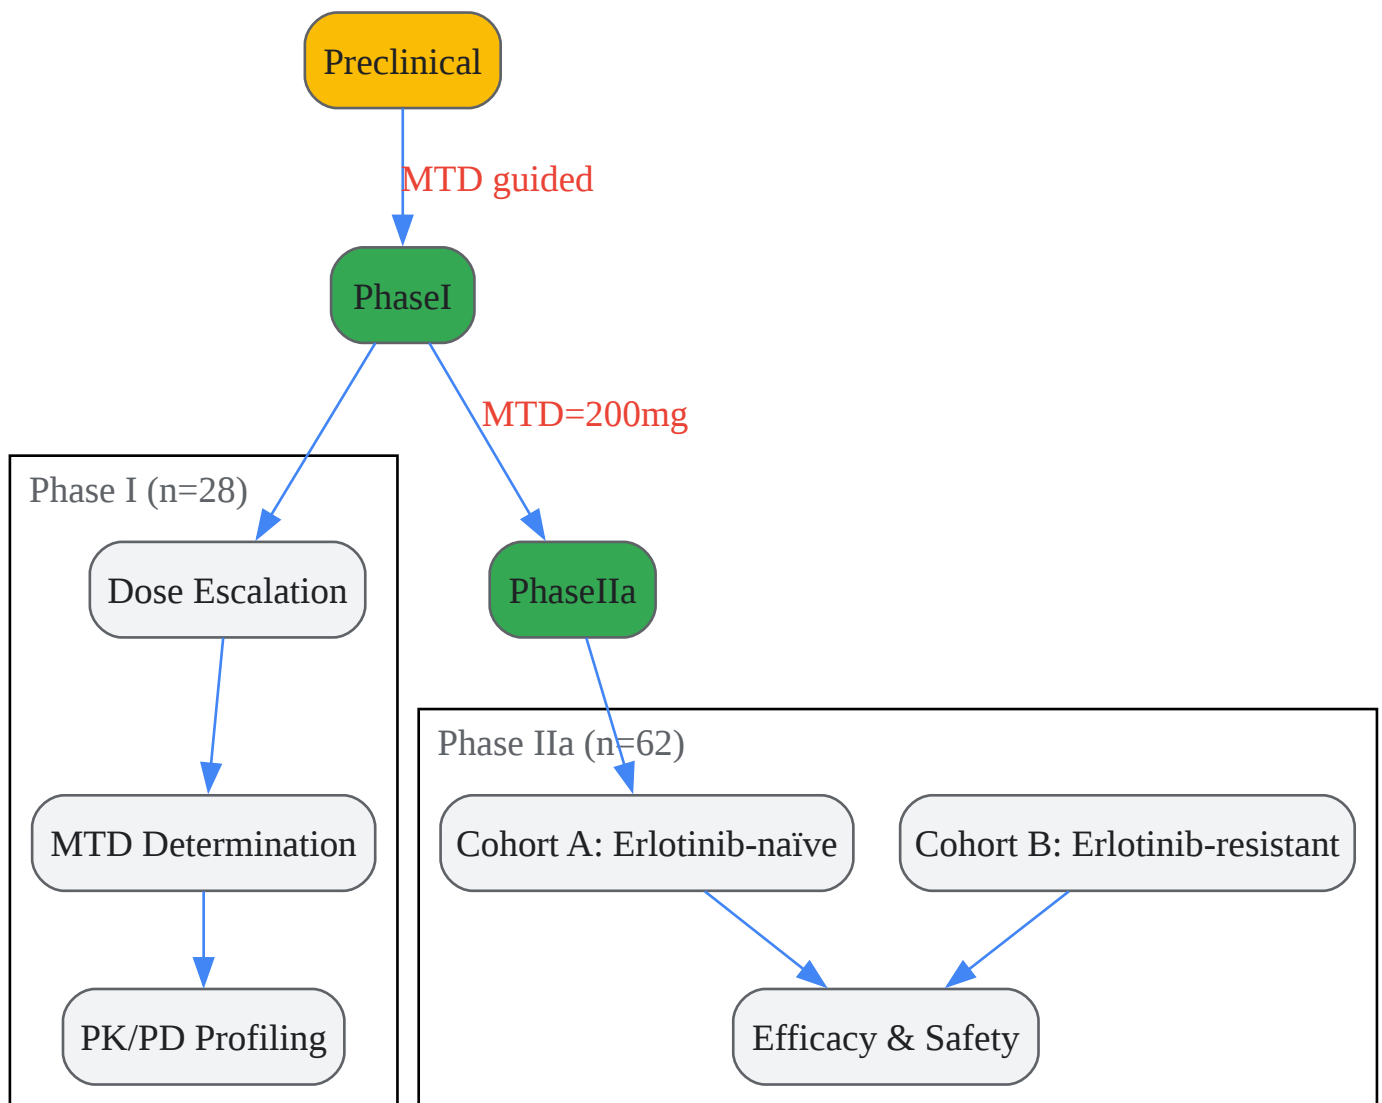 Preclinical
MTD guided
PhaseI
MTD=200mg
Phase I (n=28)
Dose Escalation
PhaseIIa
Phase IIa (n=62)
MTD Determination
Cohort A: Erlotinib-naïve
Cohort B: Erlotinib-resistant
PK/PD Profiling
Efficacy & Safety